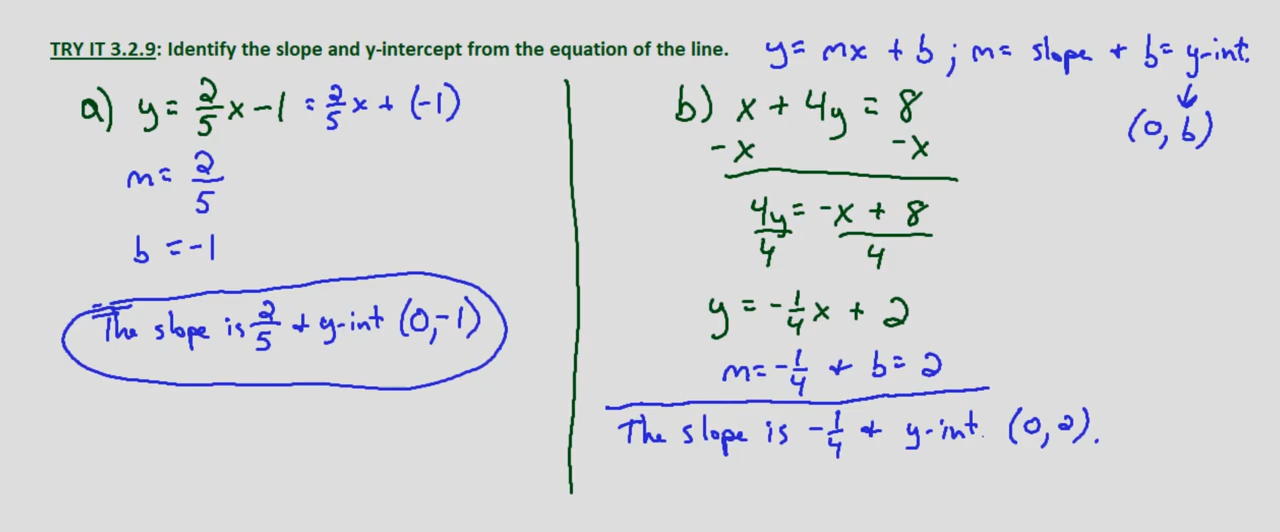 TRY IT 3.2.9: Identify the slope and y-intercept from the equation of the line.
y = mx + b ; m = slope + b = y-int.
(0, b)
a) y = 2/5 x - 1 = 2/5 x + (-1)
m = 2/5
b = -1
The slope is 2/5 + y-int (0, -1)
b) x + 4y = 8
-x -x
4y = -x + 8
4 4
y = -1/4 x + 2
m = -1/4 + b = 2
The slope is -1/4 + y-int. (0, 2).